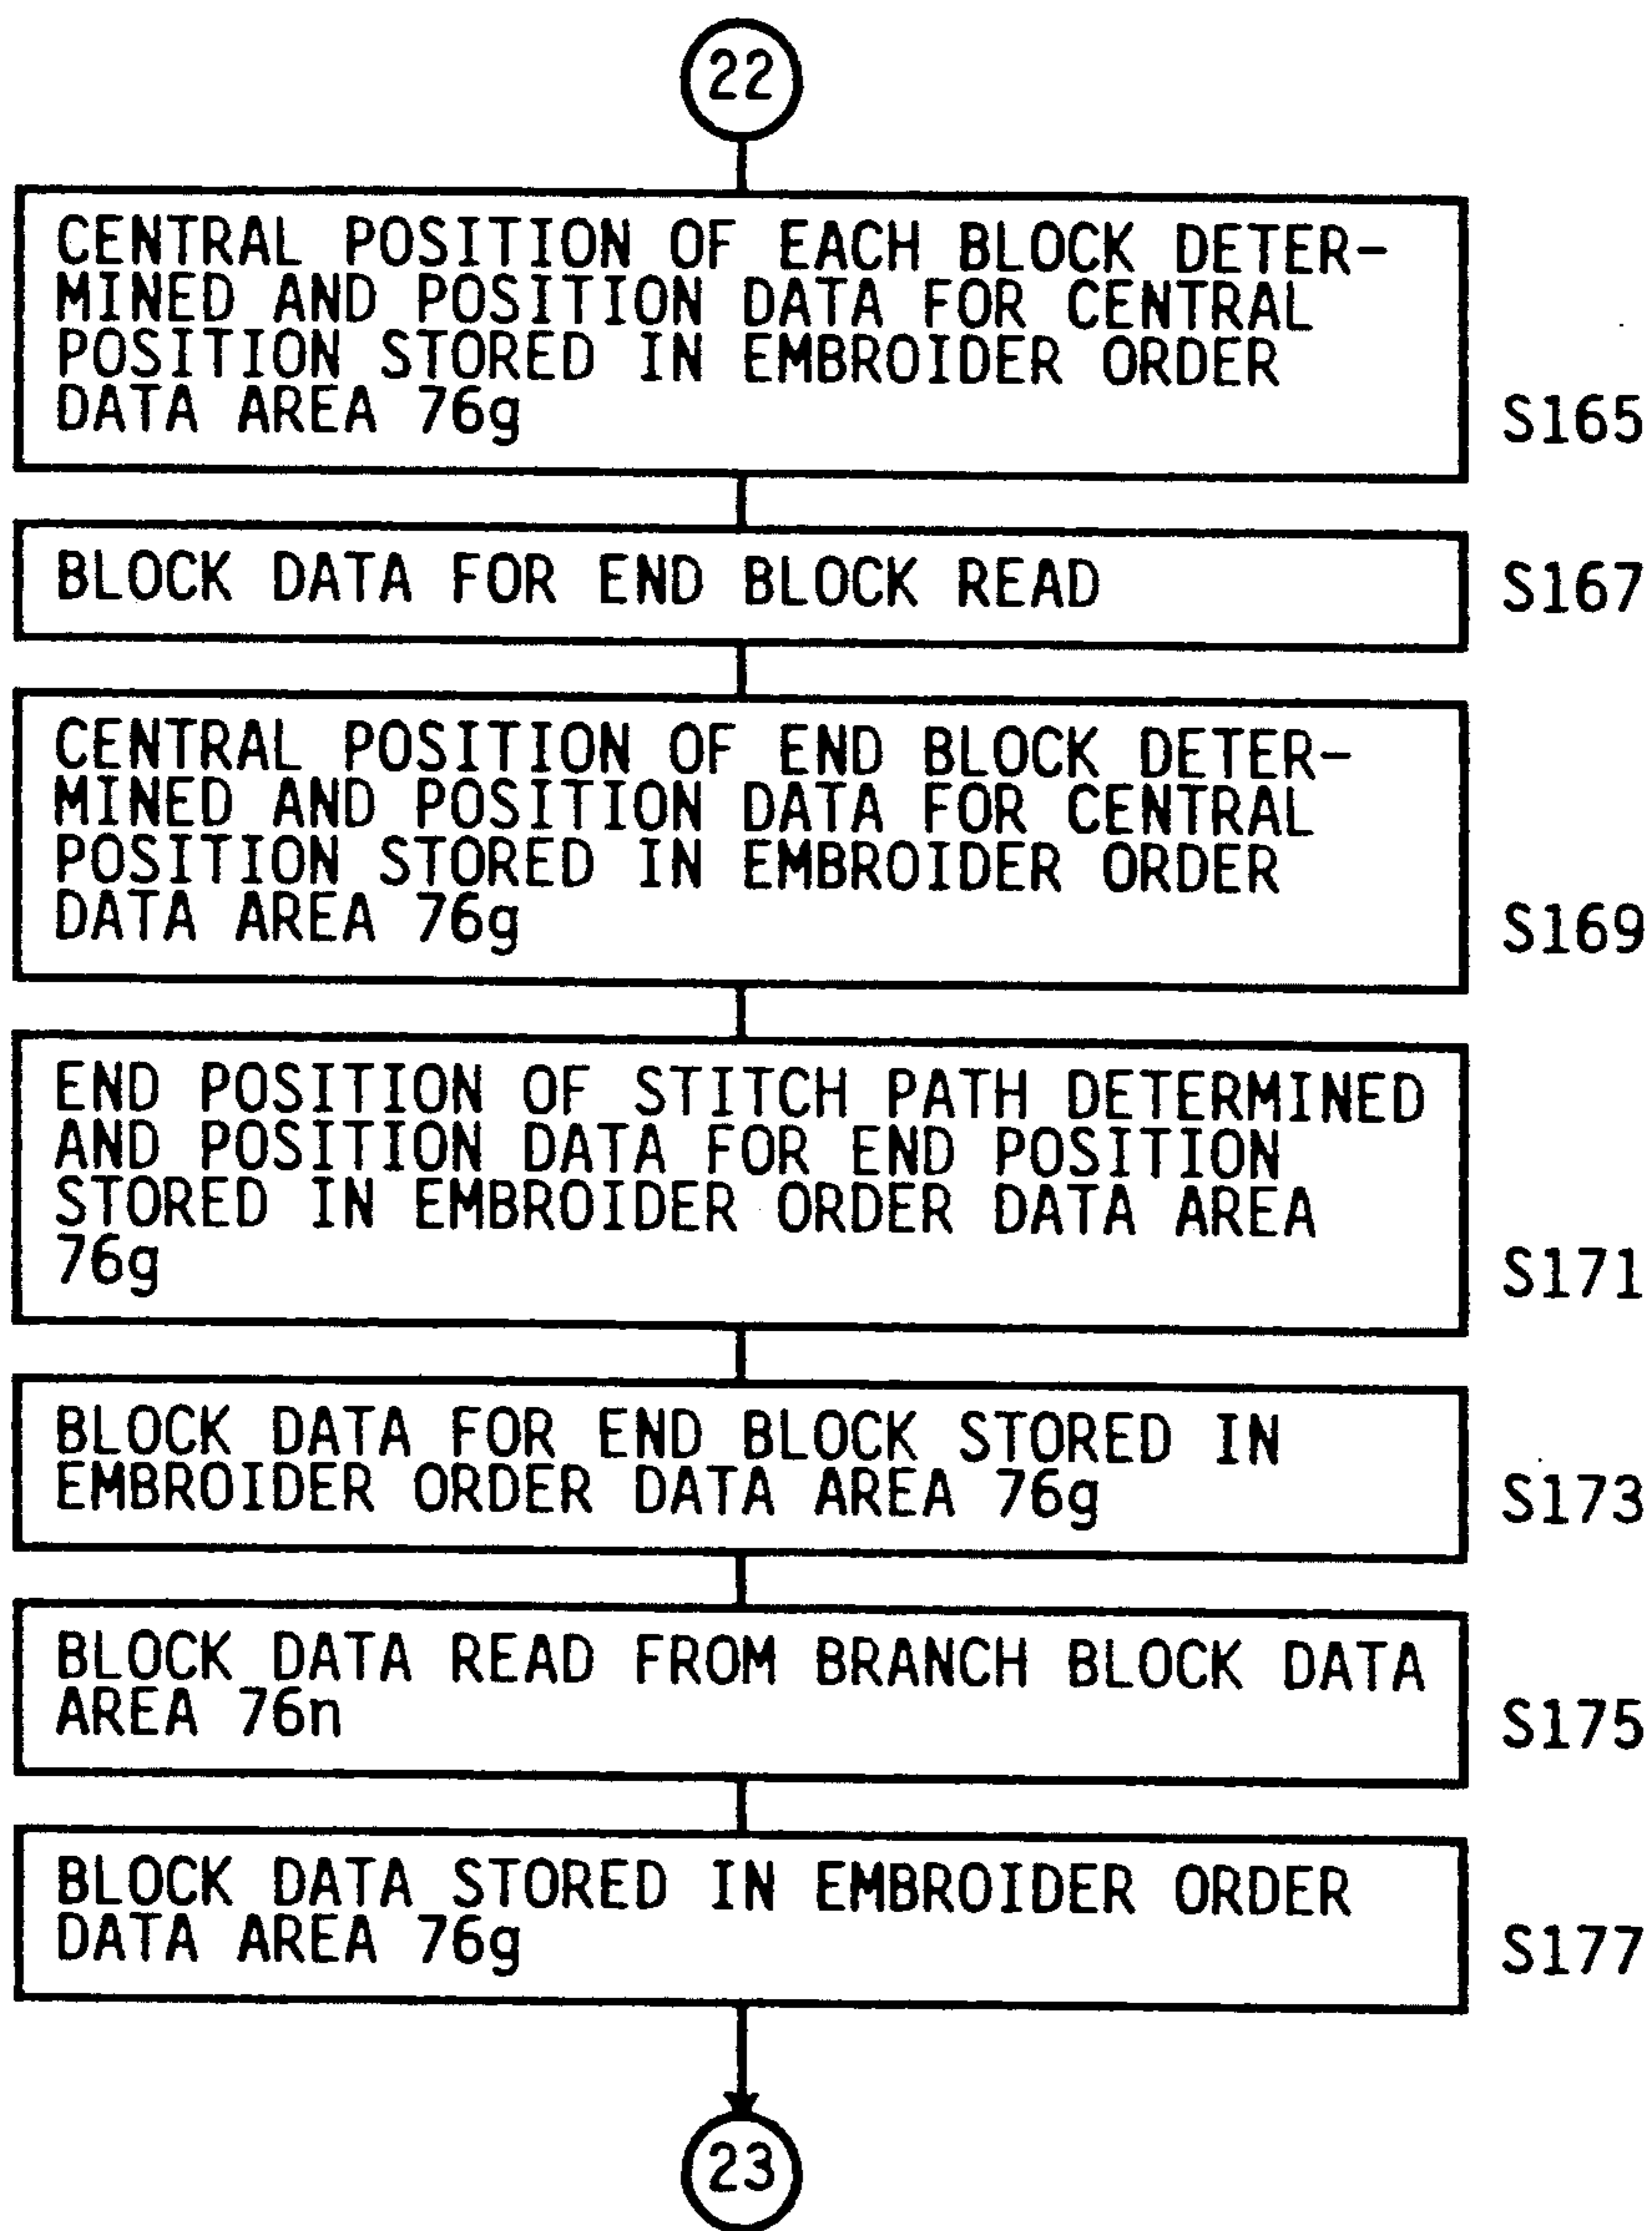 22
CENTRAL POSITION OF EACH BLOCK DETER-
MINED AND POSITION DATA FOR CENTRAL
POSITION STORED IN EMBROIDER ORDER
DATA AREA 76g
S165
BLOCK DATA FOR END BLOCK READ
S167
CENTRAL POSITION OF END BLOCK DETER-
MINED AND POSITION DATA FOR CENTRAL
POSITION STORED IN EMBROIDER ORDER
DATA AREA 76g
S169
END POSITION OF STITCH PATH DETERMINED
AND POSITION DATA FOR END POSITION
STORED IN EMBROIDER ORDER DATA AREA
76g
S171
BLOCK DATA FOR END BLOCK STORED IN
EMBROIDER ORDER DATA AREA 76g
S173
BLOCK DATA READ FROM BRANCH BLOCK DATA
AREA 76n
S175
BLOCK DATA STORED IN EMBROIDER ORDER
DATA AREA 76g
S177
23